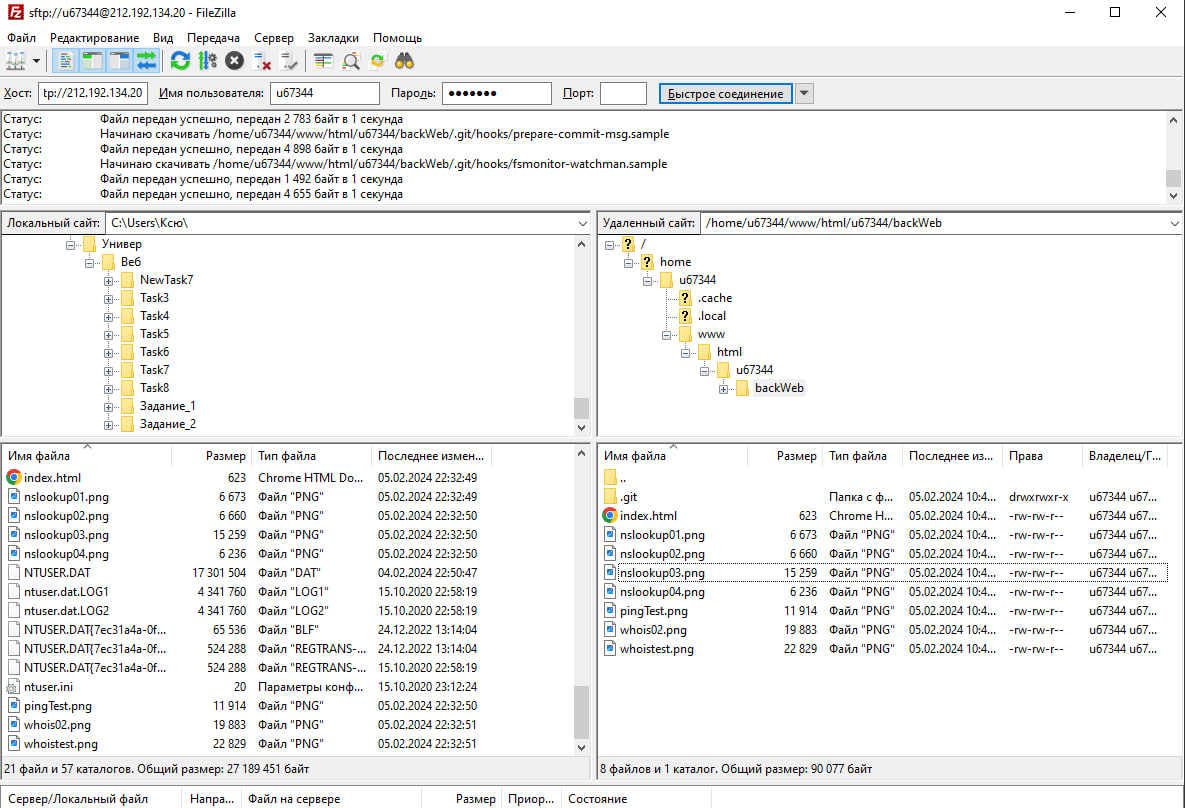 sftp://u67344@212.192.134.20 - FileZilla
Файл Редактирование Вид Передача Сервер Закладки Помощь
Хост: tp://212.192.134.20 Имя пользователя: u67344 Пароль: ●●●●●●● Порт: Быстрое соединение
Статус: Файл передан успешно, передан 2 783 байт в 1 секунда
Статус: Начинаю скачивать /home/u67344/www/html/u67344/backWeb/.git/hooks/prepare-commit-msg.sample
Статус: Файл передан успешно, передан 4 898 байт в 1 секунда
Статус: Начинаю скачивать /home/u67344/www/html/u67344/backWeb/.git/hooks/fsmonitor-watchman.sample
Статус: Файл передан успешно, передан 1 492 байт в 1 секунда
Статус: Файл передан успешно, передан 4 655 байт в 1 секунда
Локальный сайт: C:\Users\Ксю\
Универ
Веб
NewTask7
Task3
Task4
Task5
Task6
Task7
Task8
Задание_1
Задание_2
Удаленный сайт: /home/u67344/www/html/u67344/backWeb
/
home
u67344
.cache
.local
www
html
u67344
backWeb
Имя файла Размер Тип файла Последнее измен...
index.html 623 Chrome HTML Do... 05.02.2024 22:32:49
nslookup01.png 6 673 Файл "PNG" 05.02.2024 22:32:49
nslookup02.png 6 660 Файл "PNG" 05.02.2024 22:32:50
nslookup03.png 15 259 Файл "PNG" 05.02.2024 22:32:50
nslookup04.png 6 236 Файл "PNG" 05.02.2024 22:32:50
NTUSER.DAT 17 301 504 Файл "DAT" 04.02.2024 22:50:47
ntuser.dat.LOG1 4 341 760 Файл "LOG1" 15.10.2020 22:58:19
ntuser.dat.LOG2 4 341 760 Файл "LOG2" 15.10.2020 22:58:19
NTUSER.DAT{7ec31a4a-0f... 65 536 Файл "BLF" 24.12.2022 13:14:04
NTUSER.DAT{7ec31a4a-0f... 524 288 Файл "REGTRANS-... 24.12.2022 13:14:04
NTUSER.DAT{7ec31a4a-0f... 524 288 Файл "REGTRANS-... 15.10.2020 22:58:19
ntuser.ini 20 Параметры конф... 15.10.2020 23:12:24
pingTest.png 11 914 Файл "PNG" 05.02.2024 22:32:50
whois02.png 19 883 Файл "PNG" 05.02.2024 22:32:51
whoistest.png 22 829 Файл "PNG" 05.02.2024 22:32:51
21 файл и 57 каталогов. Общий размер: 27 189 451 байт
Имя файла Размер Тип файла Последнее из... Права Владелец/Г...
..
.git Папка с ф... 05.02.2024 10:4... drwxrwxr-x u67344 u67...
index.html 623 Chrome H... 05.02.2024 10:4... -rw-rw-r-- u67344 u67...
nslookup01.png 6 673 Файл "PNG" 05.02.2024 10:4... -rw-rw-r-- u67344 u67...
nslookup02.png 6 660 Файл "PNG" 05.02.2024 10:4... -rw-rw-r-- u67344 u67...
nslookup03.png 15 259 Файл "PNG" 05.02.2024 10:4... -rw-rw-r-- u67344 u67...
nslookup04.png 6 236 Файл "PNG" 05.02.2024 10:4... -rw-rw-r-- u67344 u67...
pingTest.png 11 914 Файл "PNG" 05.02.2024 10:4... -rw-rw-r-- u67344 u67...
whois02.png 19 883 Файл "PNG" 05.02.2024 10:4... -rw-rw-r-- u67344 u67...
whoistest.png 22 829 Файл "PNG" 05.02.2024 10:4... -rw-rw-r-- u67344 u67...
8 файлов и 1 каталог. Общий размер: 90 077 байт
Сервер/Локальный файл Напра... Файл на сервере Размер Приор... Состояние